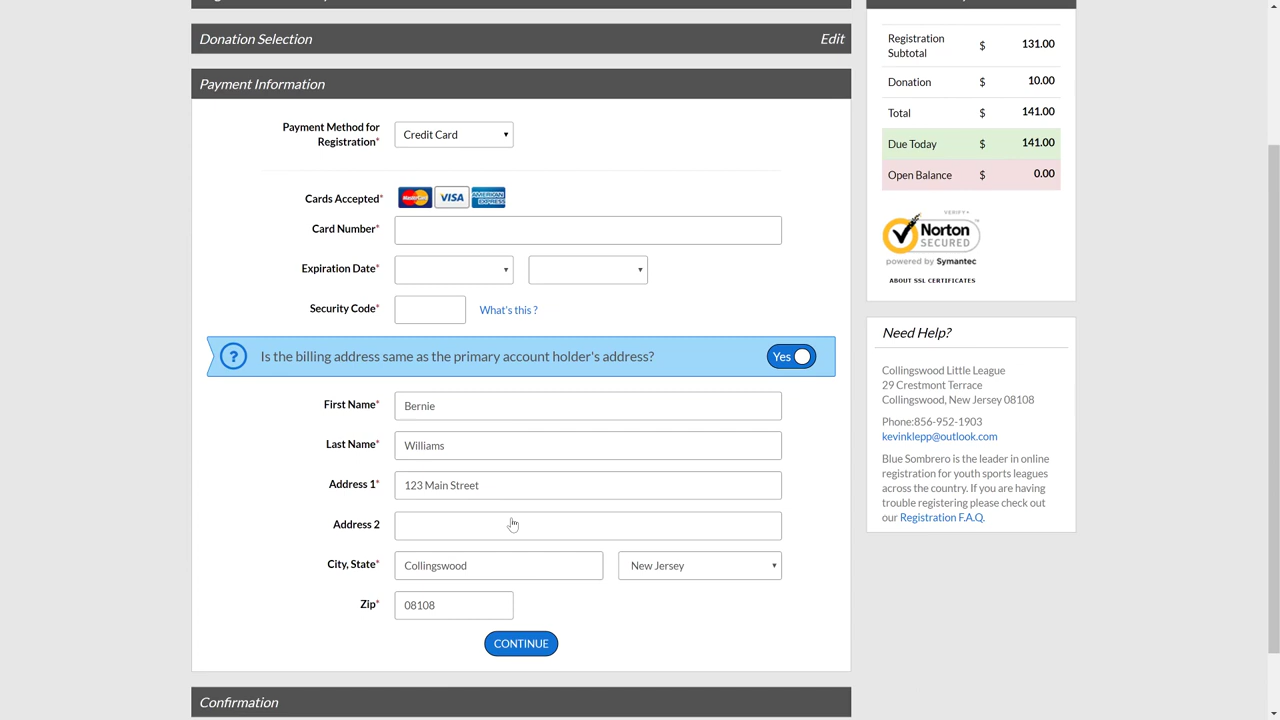 Donation Selection Edit
Payment Information
Payment Method for
Registration* Credit Card
Cards Accepted* MasterCard VISA AMERICAN EXPRESS
Card Number*
Expiration Date*
Security Code* What's this ?
? Is the billing address same as the primary account holder's address? Yes
First Name* Bernie
Last Name* Williams
Address 1* 123 Main Street
Address 2
City, State* Collingswood New Jersey
Zip* 08108
CONTINUE
Confirmation
Registration
Subtotal $ 131.00
Donation $ 10.00
Total $ 141.00
Due Today $ 141.00
Open Balance $ 0.00
VERIFY
Norton
SECURED
powered by Symantec
ABOUT SSL CERTIFICATES
Need Help?
Collingswood Little League
29 Crestmont Terrace
Collingswood, New Jersey 08108
Phone:856-952-1903
kevinklepp@outlook.com
Blue Sombrero is the leader in online
registration for youth sports leagues
across the country. If you are having
trouble registering please check out
our Registration F.A.Q.